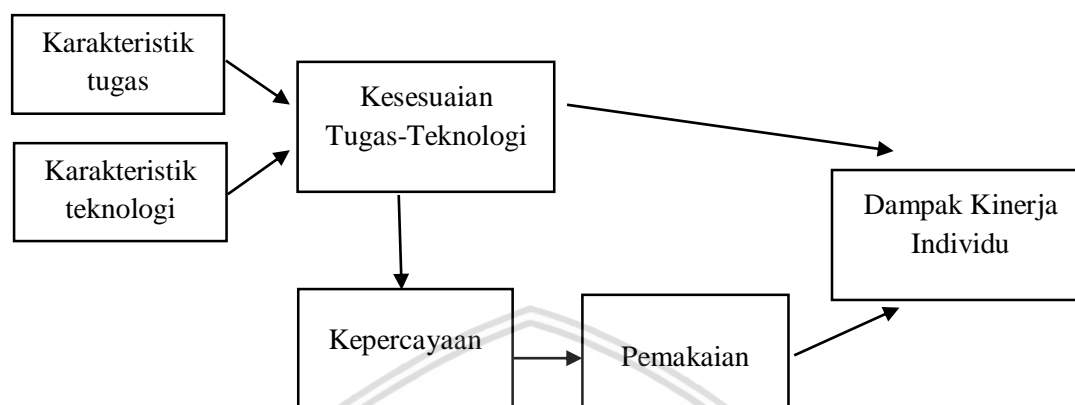 Karakteristik
tugas
Karakteristik
teknologi
Kesesuaian
Tugas-Teknologi
Dampak Kinerja
Individu
Kepercayaan
Pemakaian